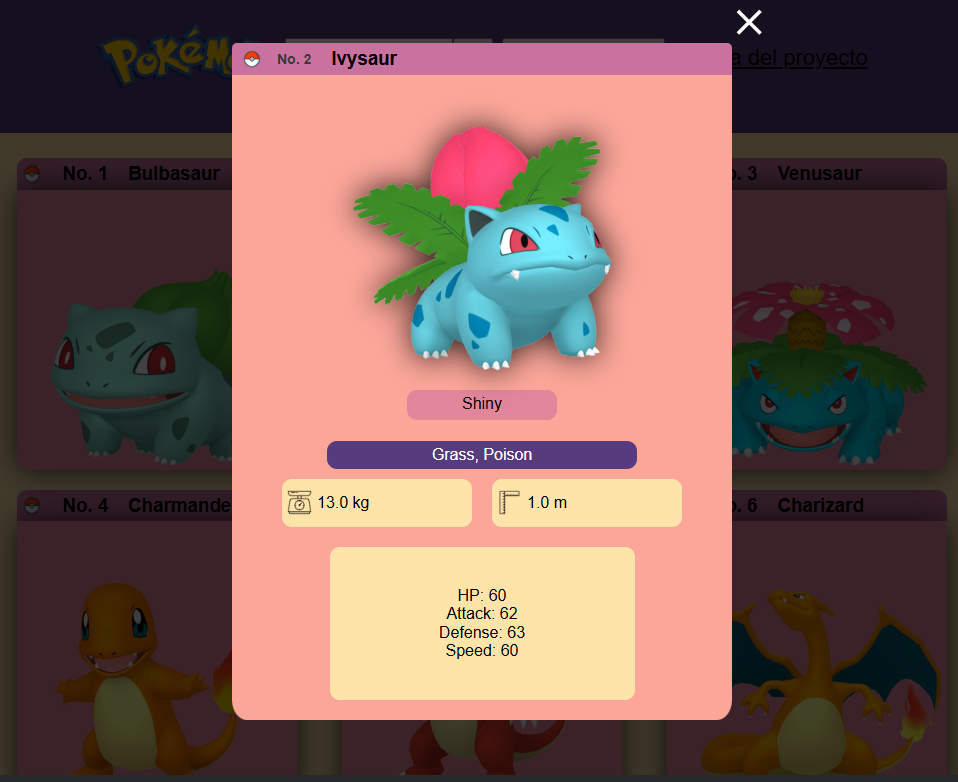 POKÉM
a del proyecto
No. 2 Ivysaur
No. 1 Bulbasaur
. 3 Venusaur
Shiny
Grass, Poison
13.0 kg
1.0 m
No. 4 Charmande
. 6 Charizard
HP: 60
Attack: 62
Defense: 63
Speed: 60